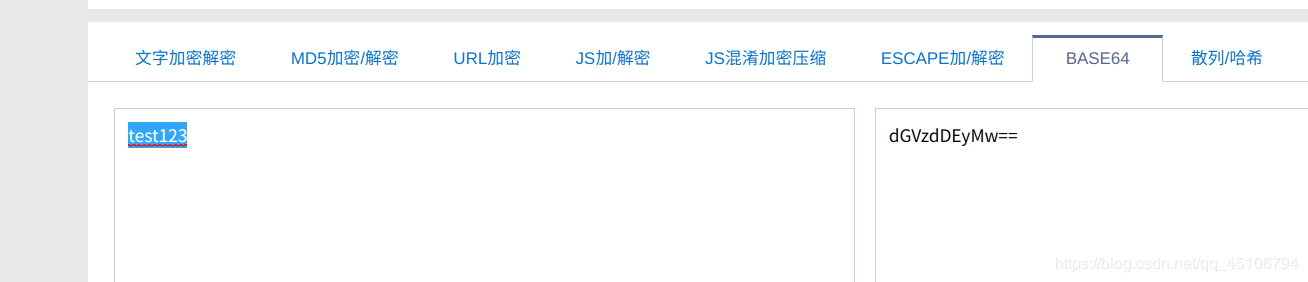 文字加密解密 MD5加密/解密 URL加密 JS加/解密 JS混淆加密压缩 ESCAPE加/解密 BASE64 散列/哈希
test123 dGVzdDEyMw==
https://blog.csdn.net/qq_45106794